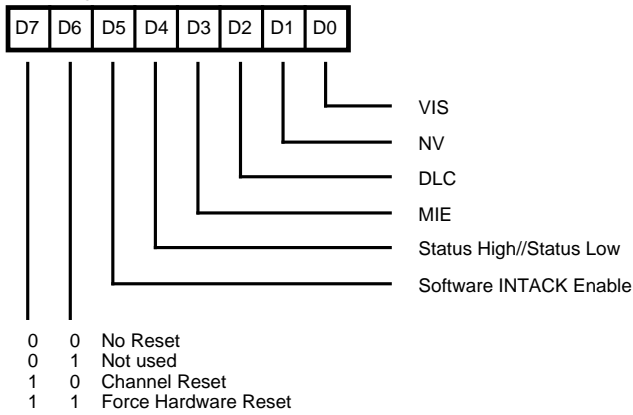 D7 D6 D5 D4 D3 D2 D1 D0
VIS
NV
DLC
MIE
Status High//Status Low
Software INTACK Enable
0 0 No Reset
0 1 Not used
1 0 Channel Reset
1 1 Force Hardware Reset